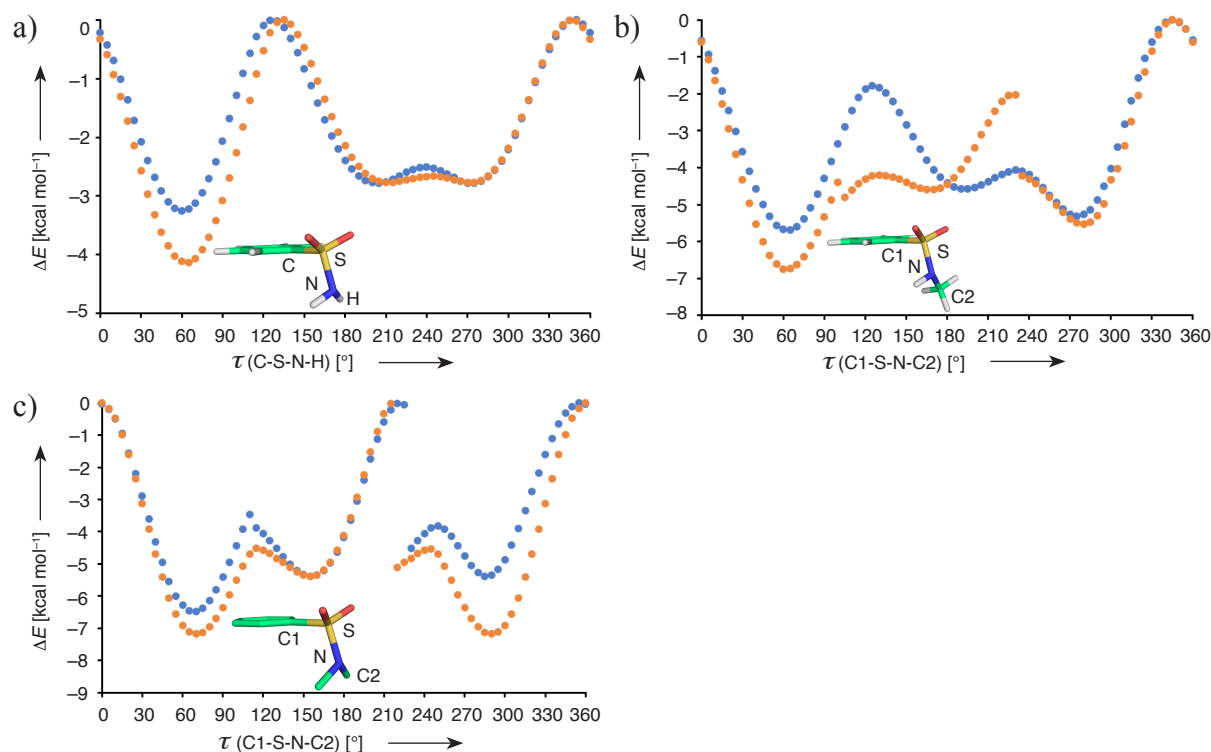 a)
0
–1
–2
–3
–4
–5
ΔE [kcal mol⁻¹]
0 30 60 90 120 150 180 210 240 270 300 330 360
τ (C-S-N-H) [°]
C
S
N
H
b)
0
–1
–2
–3
–4
–5
–6
–7
–8
ΔE [kcal mol⁻¹]
0 30 60 90 120 150 180 210 240 270 300 330 360
τ (C1-S-N-C2) [°]
C1
S
N
C2
c)
0
–1
–2
–3
–4
–5
–6
–7
–8
–9
ΔE [kcal mol⁻¹]
0 30 60 90 120 150 180 210 240 270 300 330 360
τ (C1-S-N-C2) [°]
C1
S
N
C2